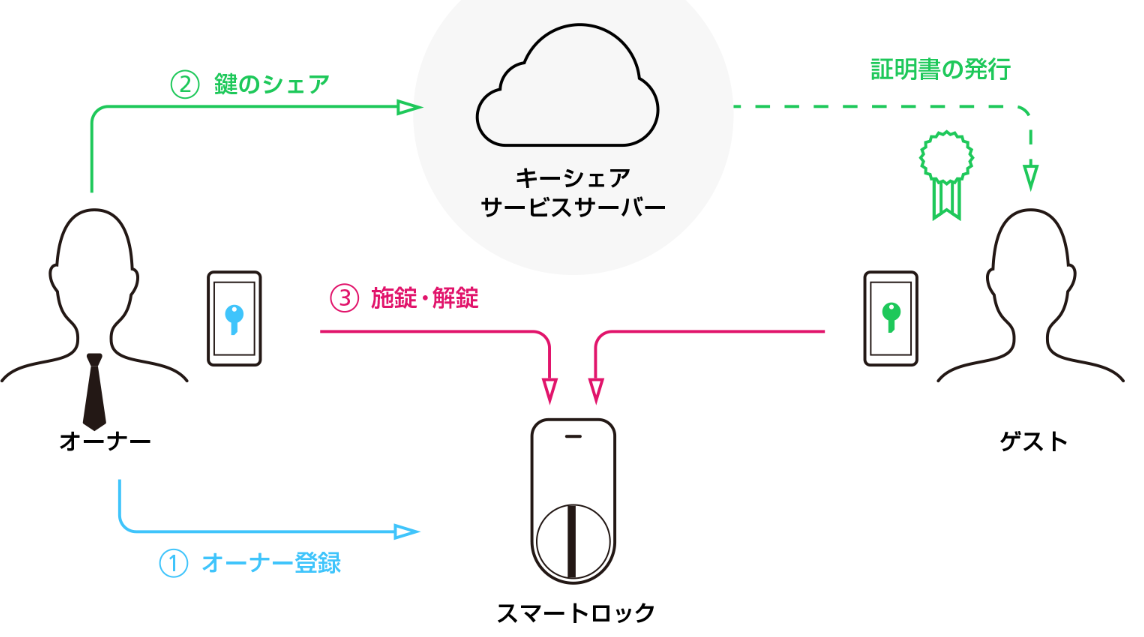 ② 鍵のシェア
証明書の発行
キーシェア
サービスサーバー
③ 施錠・解錠
オーナー
ゲスト
① オーナー登録
スマートロック